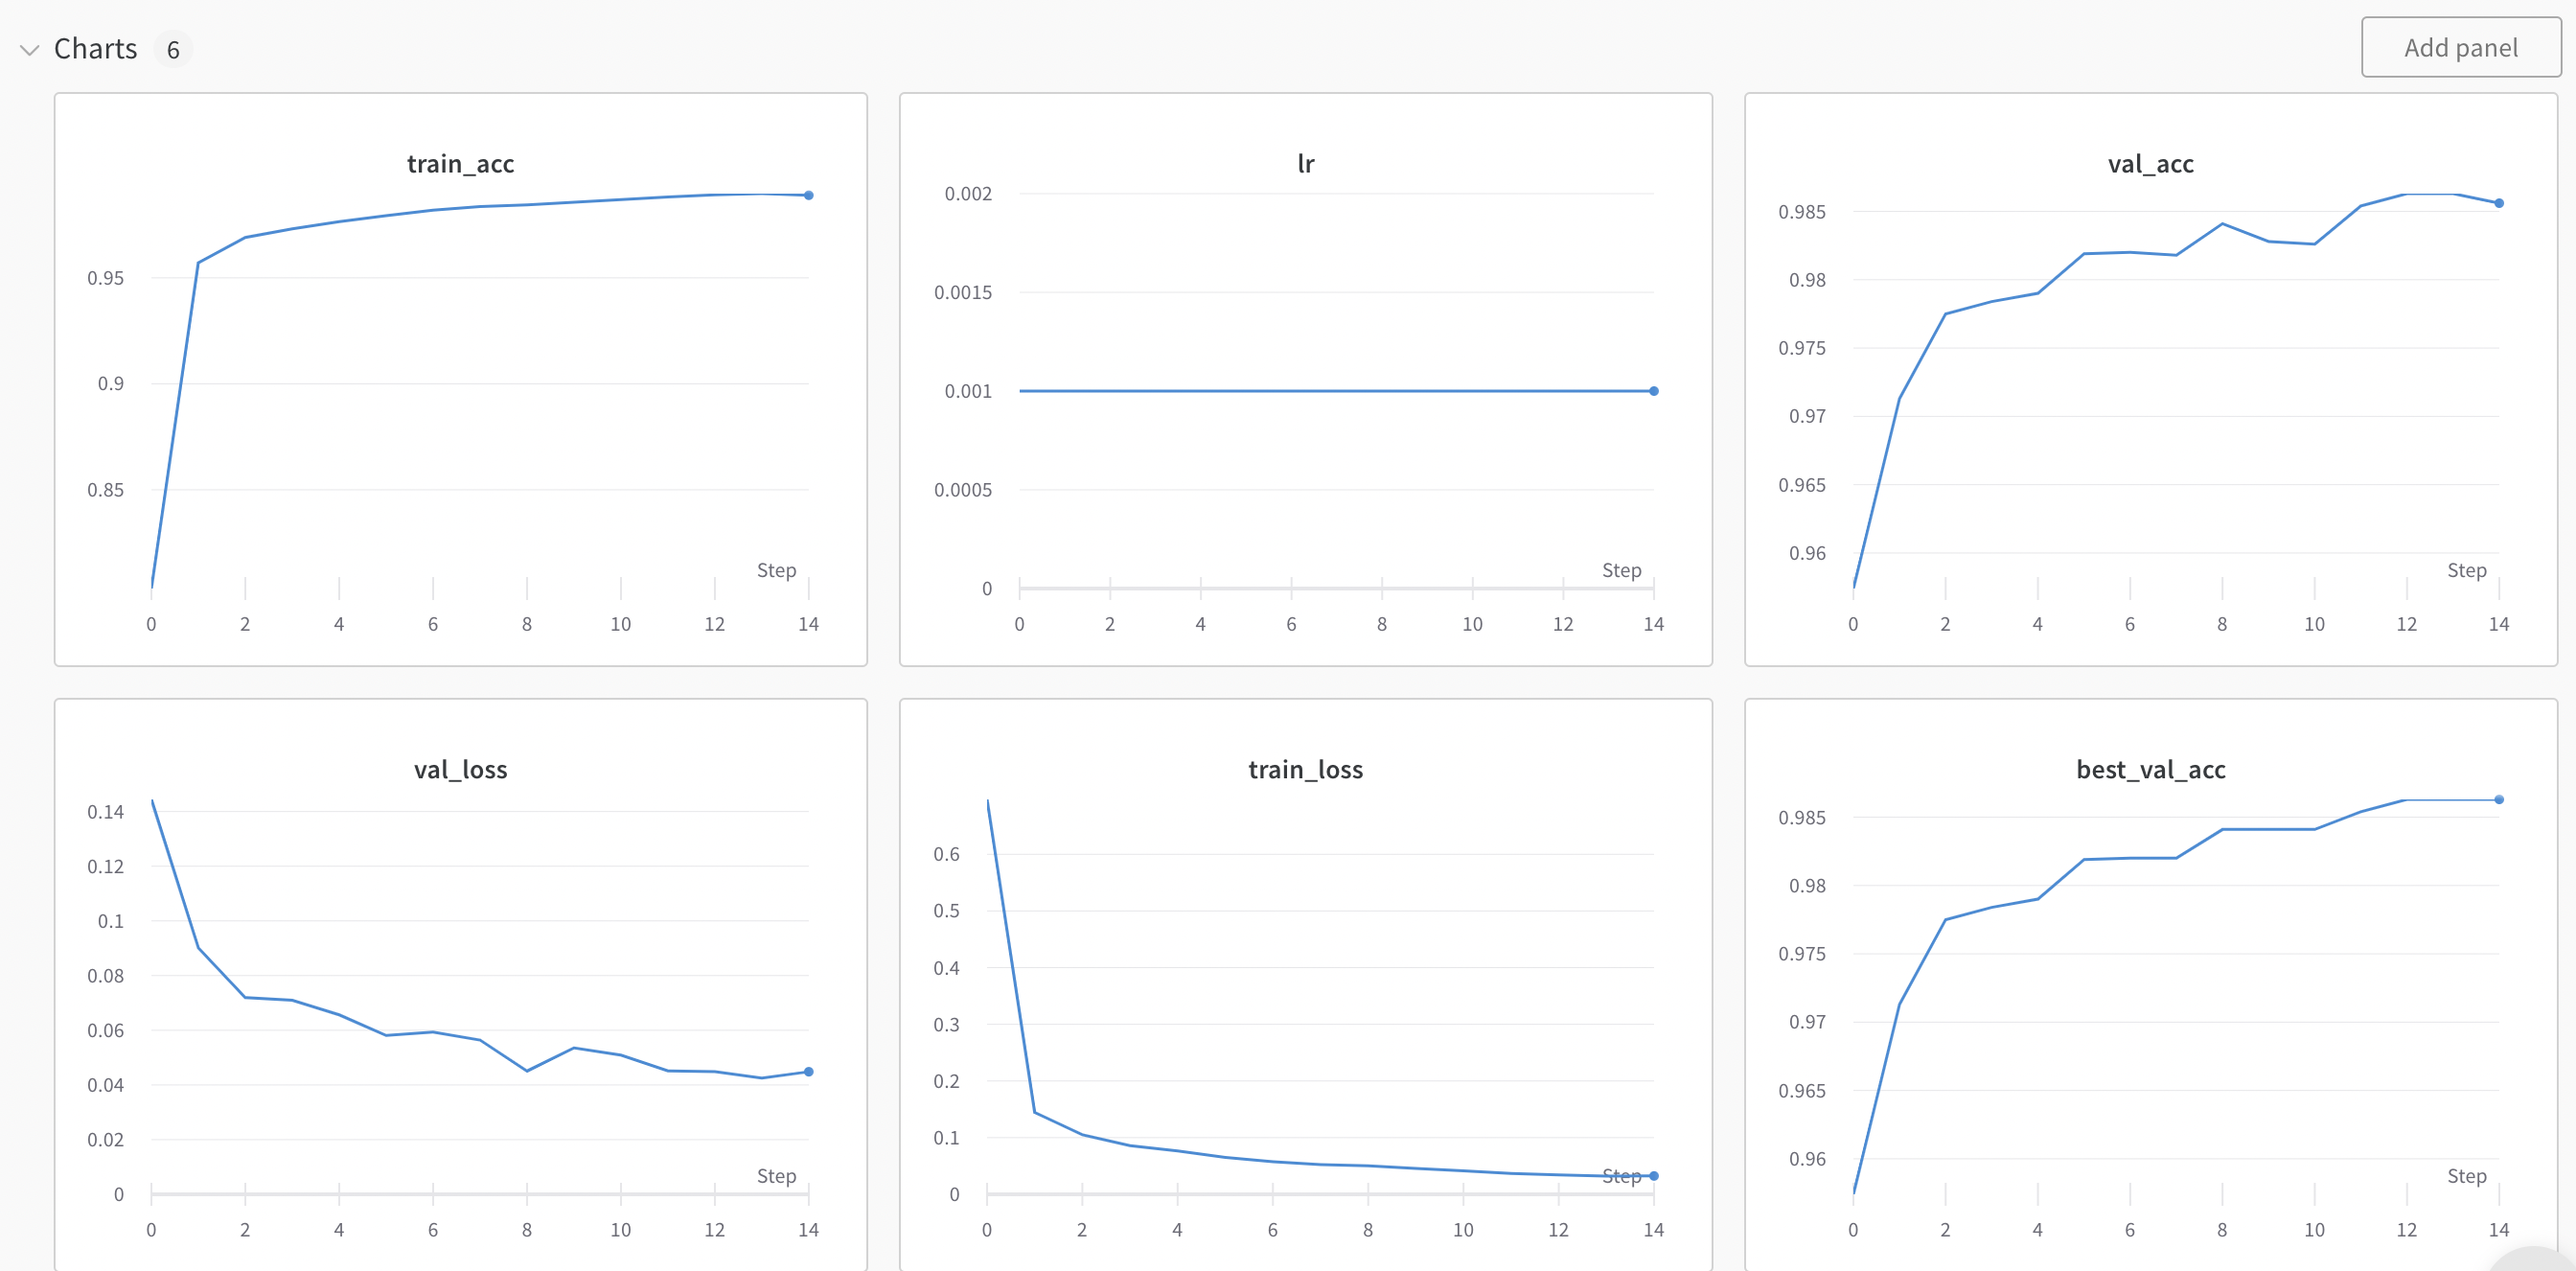 Charts 6
Add panel
train_acc
0.95
0.9
0.85
Step
0 2 4 6 8 10 12 14
lr
0.002
0.0015
0.001
0.0005
0
Step
0 2 4 6 8 10 12 14
val_acc
0.985
0.98
0.975
0.97
0.965
0.96
Step
0 2 4 6 8 10 12 14
val_loss
0.14
0.12
0.1
0.08
0.06
0.04
0.02
0
Step
0 2 4 6 8 10 12 14
train_loss
0.6
0.5
0.4
0.3
0.2
0.1
0
Step
0 2 4 6 8 10 12 14
best_val_acc
0.985
0.98
0.975
0.97
0.965
0.96
Step
0 2 4 6 8 10 12 14